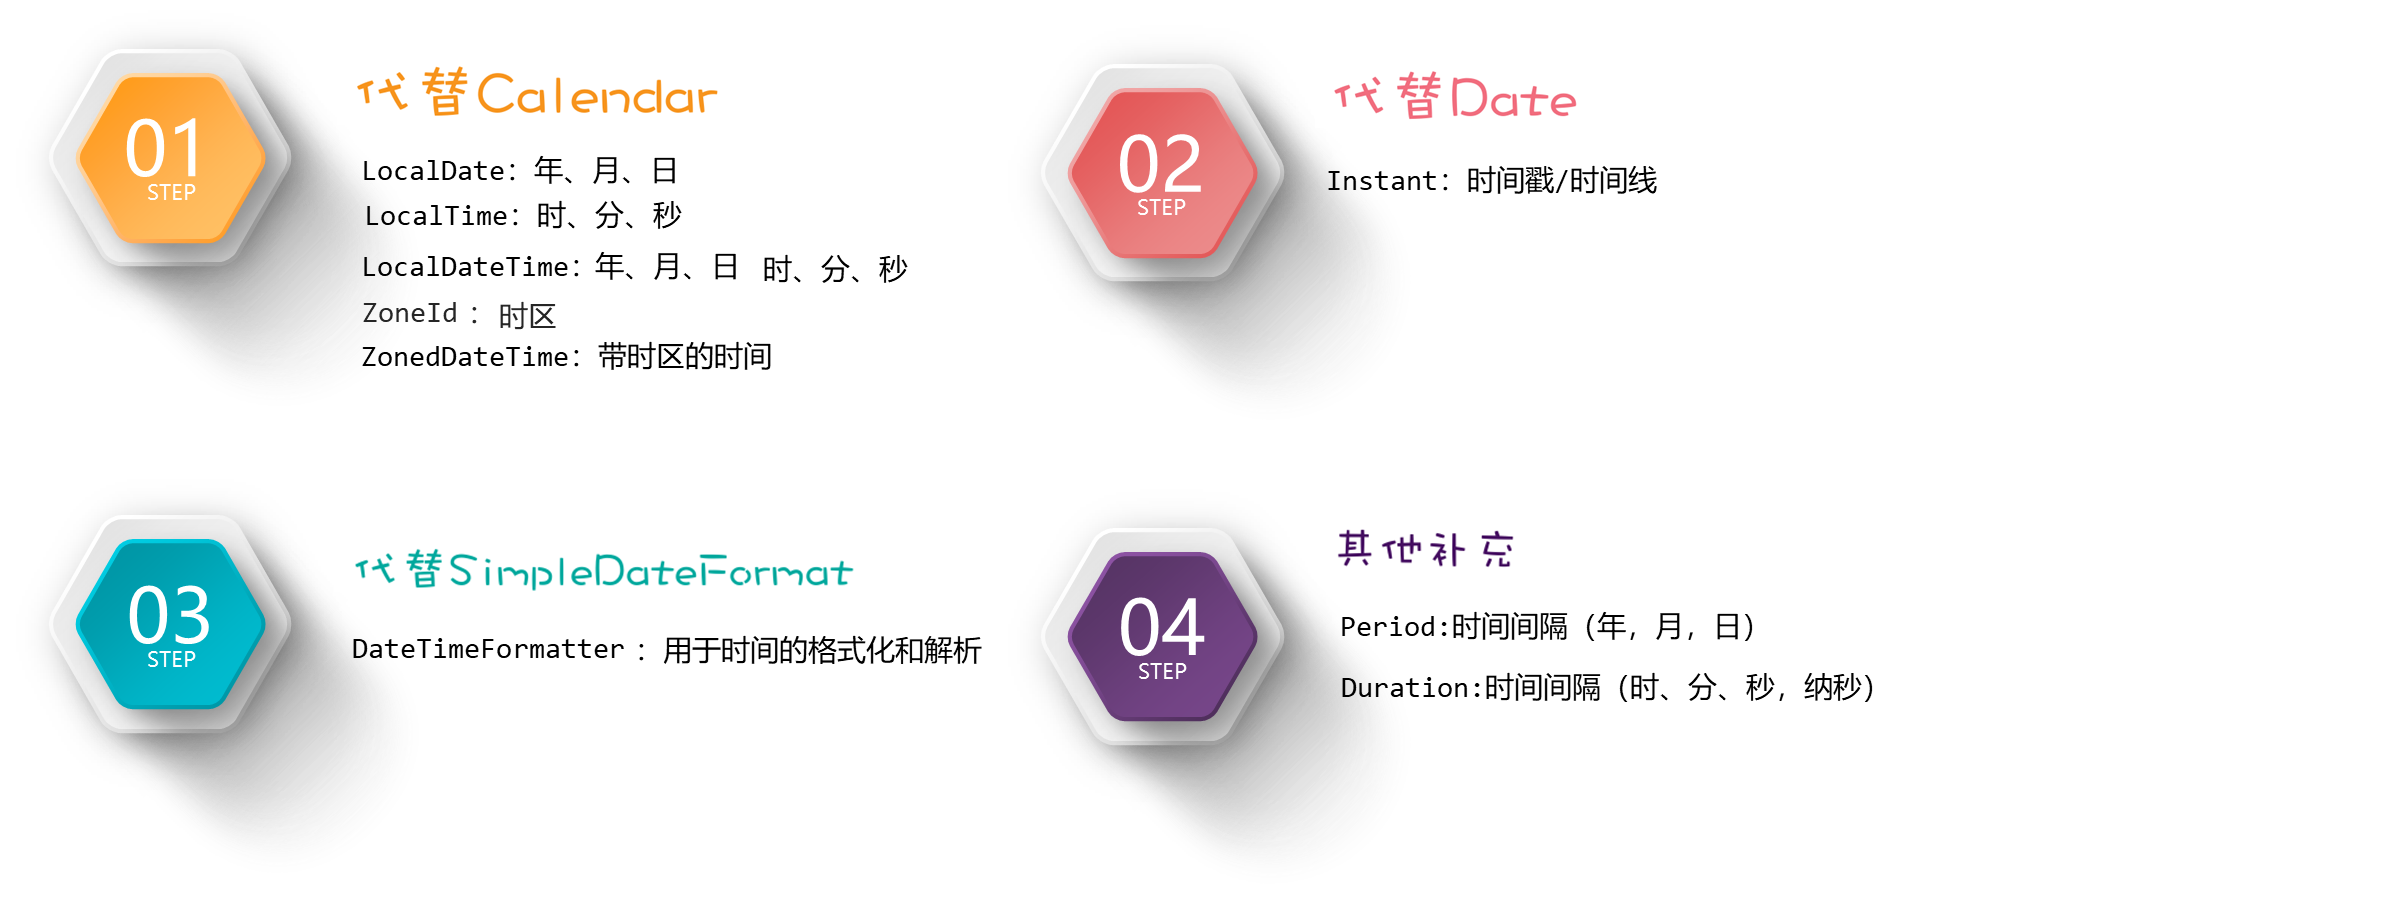 01
STEP
代替Calendar
LocalDate：年、月、日
LocalTime：时、分、秒
LocalDateTime：年、月、日 时、分、秒
ZoneId ：时区
ZonedDateTime：带时区的时间
02
STEP
代替Date
Instant：时间戳/时间线
03
STEP
代替SimpleDateFormat
DateTimeFormatter ：用于时间的格式化和解析
04
STEP
其他补充
Period:时间间隔（年，月，日）
Duration:时间间隔（时、分、秒，纳秒）